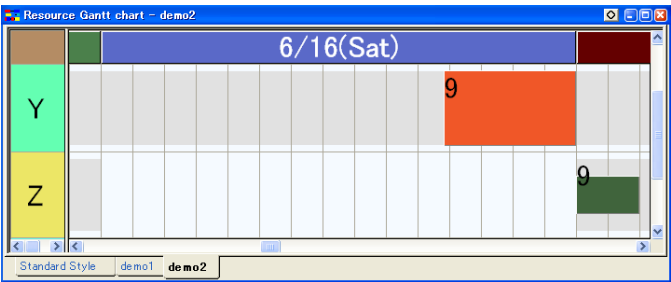 Resource Gantt chart - demo2
6/16(Sat)
Y
9
Z
9
Standard Style demo1 demo2